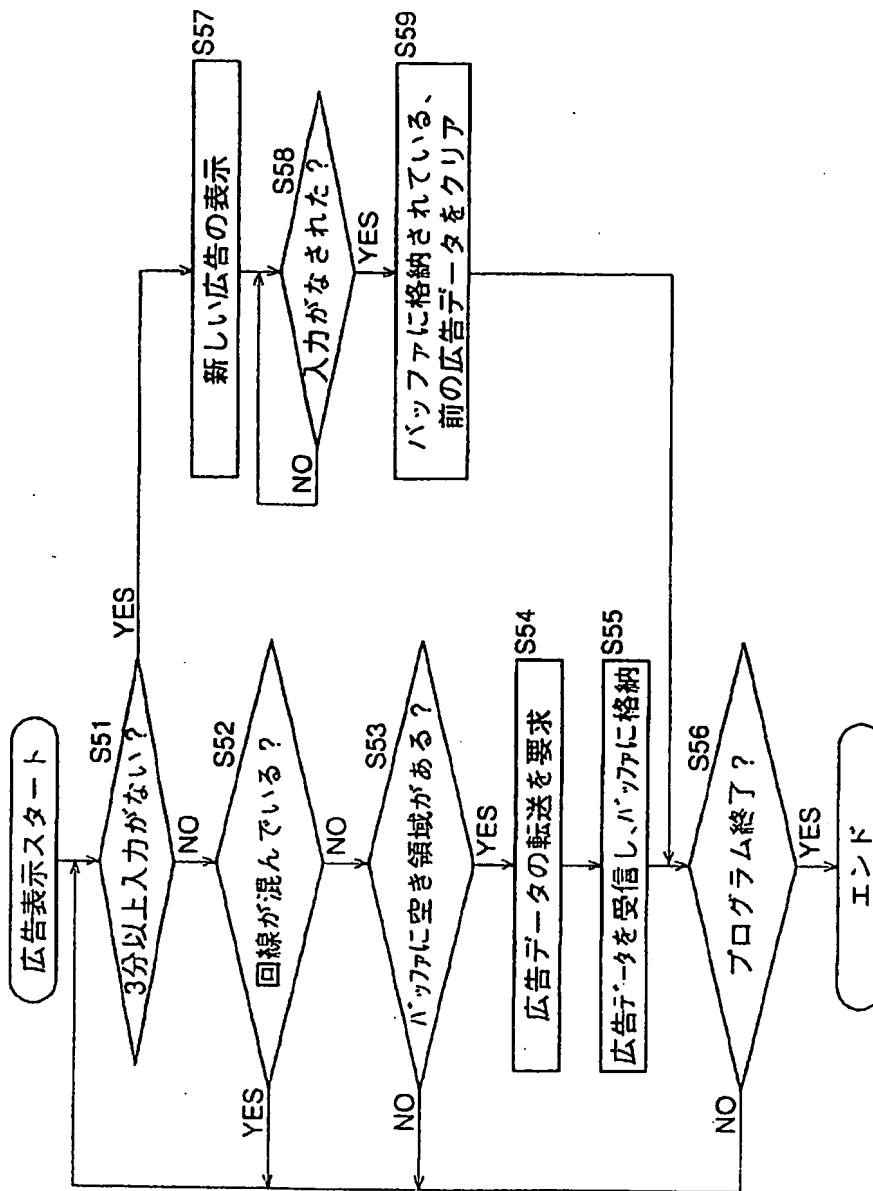 広告表示スタート
S51
3分以上入力がない？
YES
NO
S52
回線が混んでいる？
YES
NO
S53
バッファに空き領域がある？
NO
YES
S54
広告データの転送を要求
S55
広告データを受信し、バッファに格納
S56
プログラム終了？
NO
YES
エンド
S57
新しい広告の表示
S58
入力がなされた？
NO
YES
S59
バッファに格納されている、
前の広告データをクリア